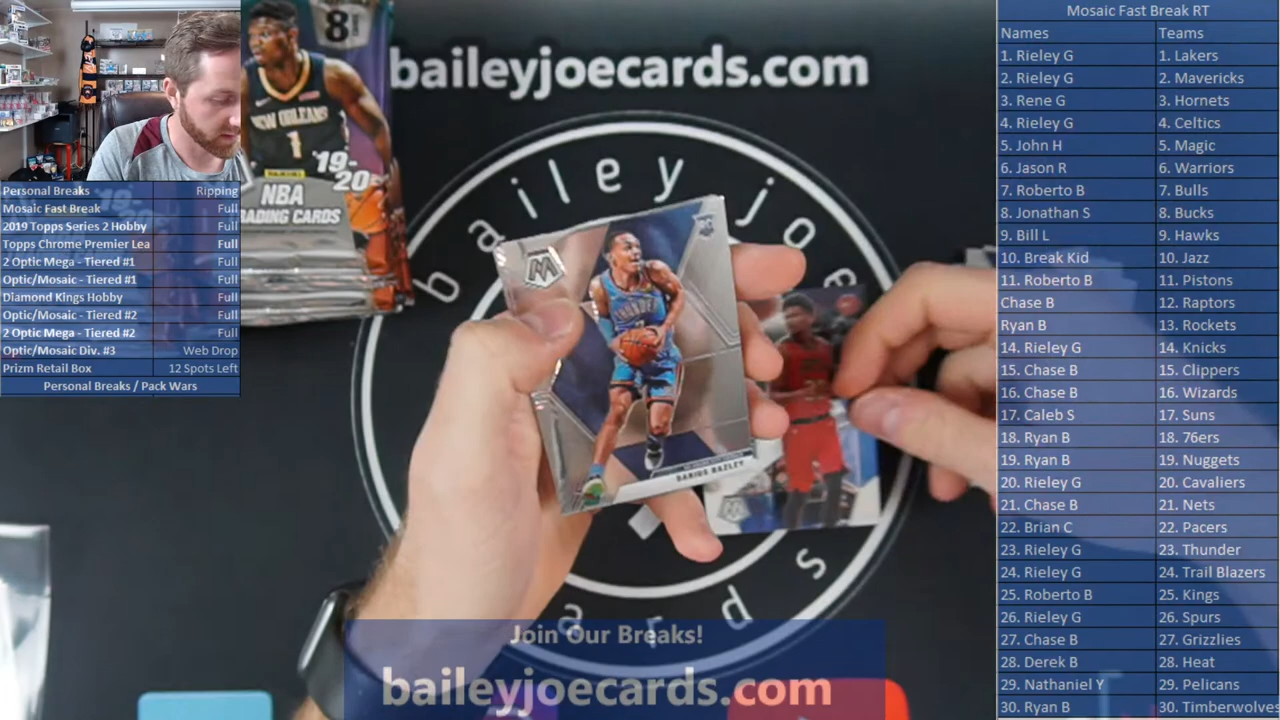 8
NEW ORLEANS
1
19-
20
NBA
TRADING CARDS
baileyjoecards.com
bailey joe
ards
DARIUS BAZLEY
Personal Breaks Ripping
Mosaic Fast Break Full
2019 Topps Series 2 Hobby Full
Topps Chrome Premier Lea Full
2 Optic Mega - Tiered #1 Full
Optic/Mosaic - Tiered #1 Full
Diamond Kings Hobby Full
Optic/Mosaic - Tiered #2 Full
2 Optic Mega - Tiered #2 Full
Optic/Mosaic Div. #3 Web Drop
Prizm Retail Box 12 Spots Left
Personal Breaks / Pack Wars
Join Our Breaks!
baileyjoecards.com
Mosaic Fast Break RT
Names Teams
1. Rieley G 1. Lakers
2. Rieley G 2. Mavericks
3. Rene G 3. Hornets
4. Rieley G 4. Celtics
5. John H 5. Magic
6. Jason R 6. Warriors
7. Roberto B 7. Bulls
8. Jonathan S 8. Bucks
9. Bill L 9. Hawks
10. Break Kid 10. Jazz
11. Roberto B 11. Pistons
Chase B 12. Raptors
Ryan B 13. Rockets
14. Rieley G 14. Knicks
15. Chase B 15. Clippers
16. Chase B 16. Wizards
17. Caleb S 17. Suns
18. Ryan B 18. 76ers
19. Ryan B 19. Nuggets
20. Rieley G 20. Cavaliers
21. Chase B 21. Nets
22. Brian C 22. Pacers
23. Rieley G 23. Thunder
24. Rieley G 24. Trail Blazers
25. Roberto B 25. Kings
26. Rieley G 26. Spurs
27. Chase B 27. Grizzlies
28. Derek B 28. Heat
29. Nathaniel Y 29. Pelicans
30. Ryan B 30. Timberwolves